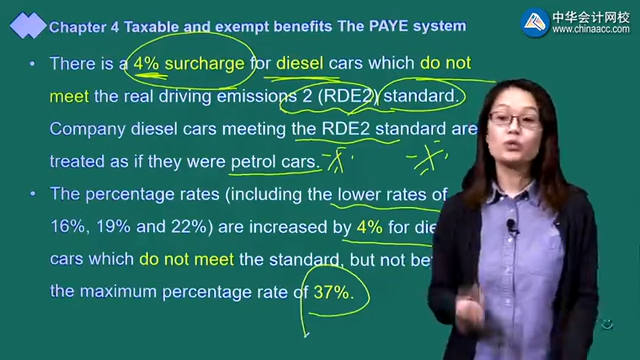 Chapter 4 Taxable and exempt benefits The PAYE system
中华会计网校
www.chinaacc.com
• There is a 4% surcharge for diesel cars which do not
meet the real driving emissions 2 (RDE2) standard.
Company diesel cars meeting the RDE2 standard are
treated as if they were petrol cars.
• The percentage rates (including the lower rates of
16%, 19% and 22%) are increased by 4% for
cars which do not meet the standard, but not
the maximum percentage rate of 37%.